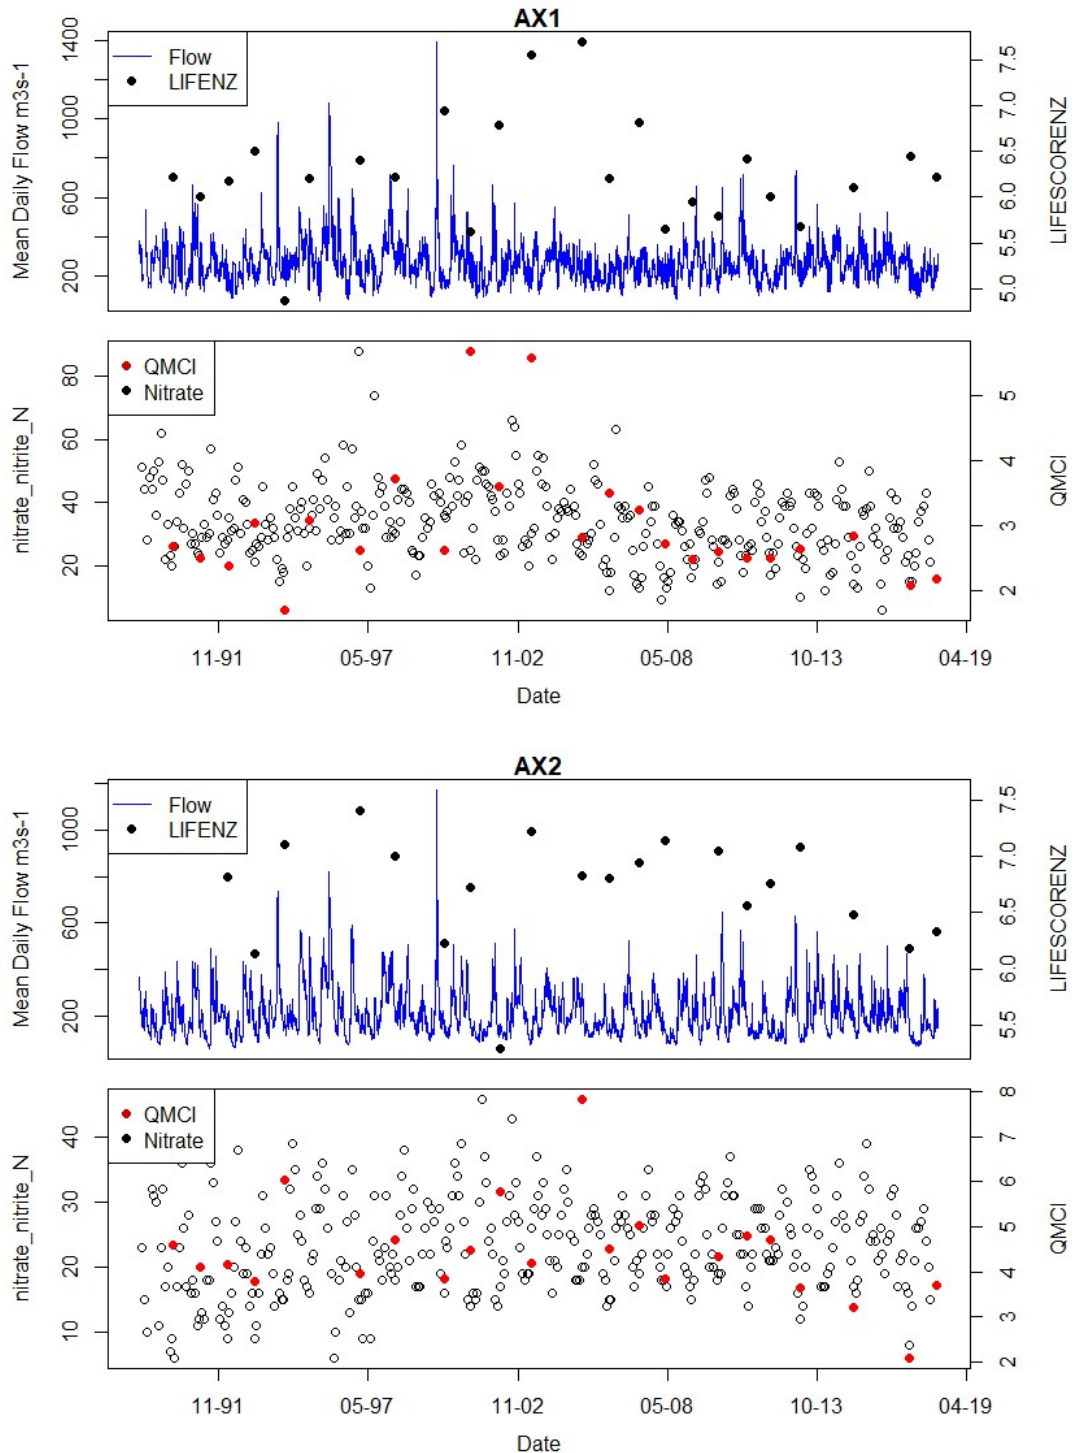 AX1
Mean Daily Flow m3s-1
200 600 1000 1400
Flow
LIFENZ
5.0 5.5 6.0 6.5 7.0 7.5
LIFESCORENZ
nitrate_nitrite_N
20 40 60 80
QMCI
Nitrate
2 3 4 5
QMCI
11-91 05-97 11-02 05-08 10-13 04-19
Date
AX2
Mean Daily Flow m3s-1
200 600 1000
Flow
LIFENZ
5.5 6.0 6.5 7.0 7.5
LIFESCORENZ
nitrate_nitrite_N
10 20 30 40
QMCI
Nitrate
2 3 4 5 6 7 8
QMCI
11-91 05-97 11-02 05-08 10-13 04-19
Date